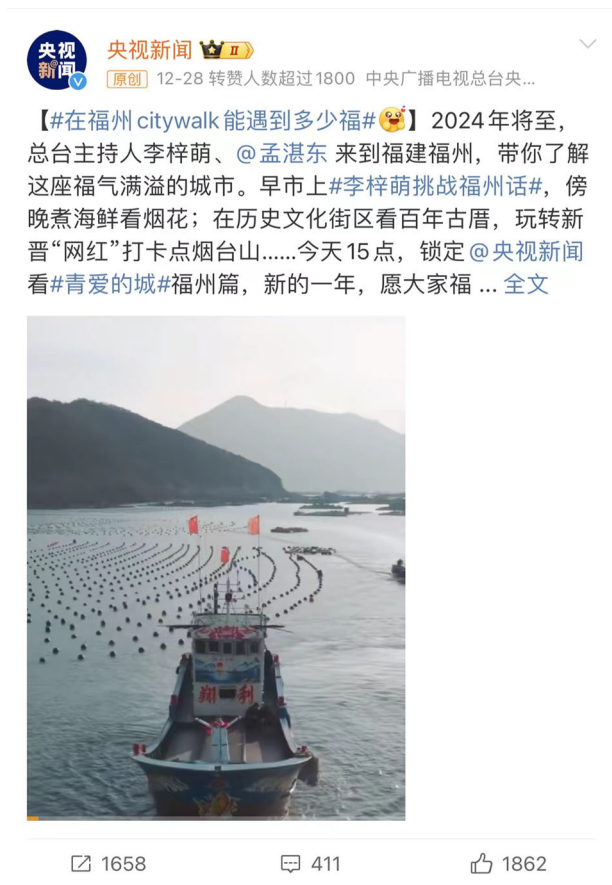 央视
新闻
央视新闻 II
原创 12-28 转赞人数超过1800 中央广播电视总台央...
【#在福州citywalk能遇到多少福#】2024年将至，
总台主持人李梓萌、@孟湛东 来到福建福州，带你了解
这座福气满溢的城市。早市上#李梓萌挑战福州话#，傍
晚煮海鲜看烟花；在历史文化街区看百年古厝，玩转新
晋“网红”打卡点烟台山......今天15点，锁定@央视新闻
看#青爱的城#福州篇，新的一年，愿大家福 ... 全文
翔利
1658 411 1862